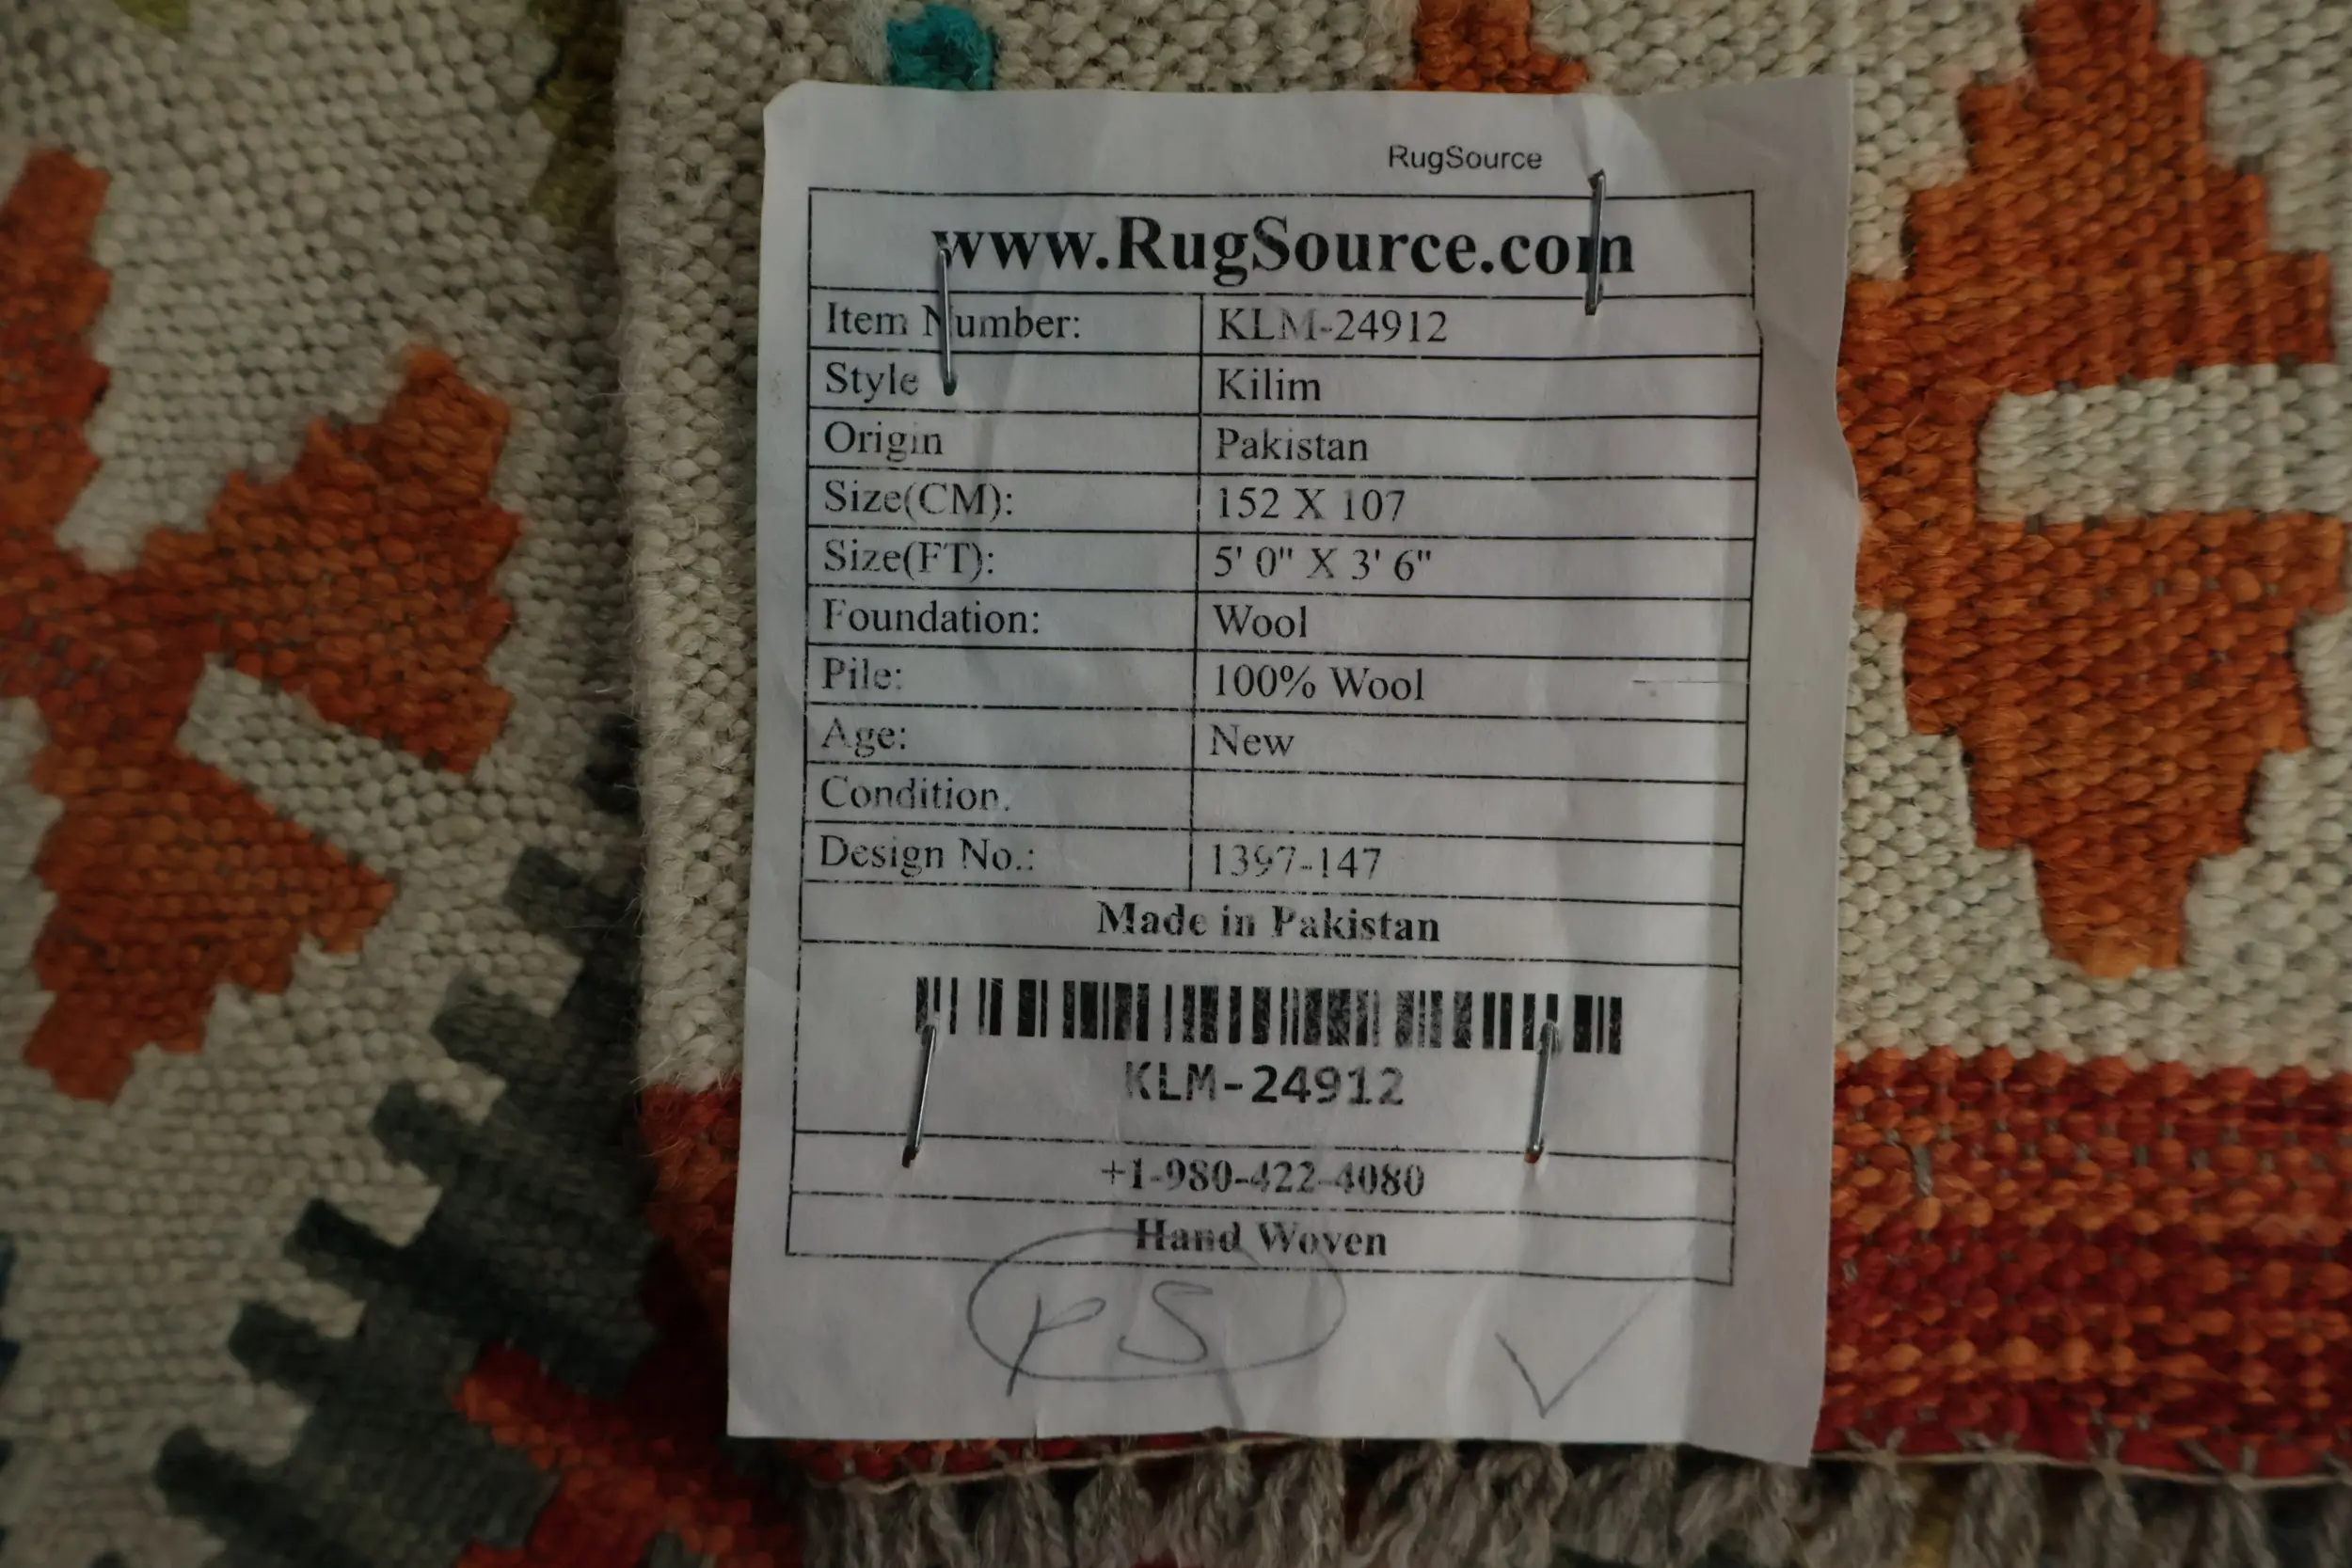 RugSource
www.RugSource.com
Item Number: KLM-24912
Style Kilim
Origin Pakistan
Size(CM): 152 X 107
Size(FT): 5' 0" X 3' 6"
Foundation: Wool
Pile: 100% Wool
Age: New
Condition.
Design No.: 1397-147
Made in Pakistan
KLM-24912
+1-980-422-4080
Hand Woven
PS